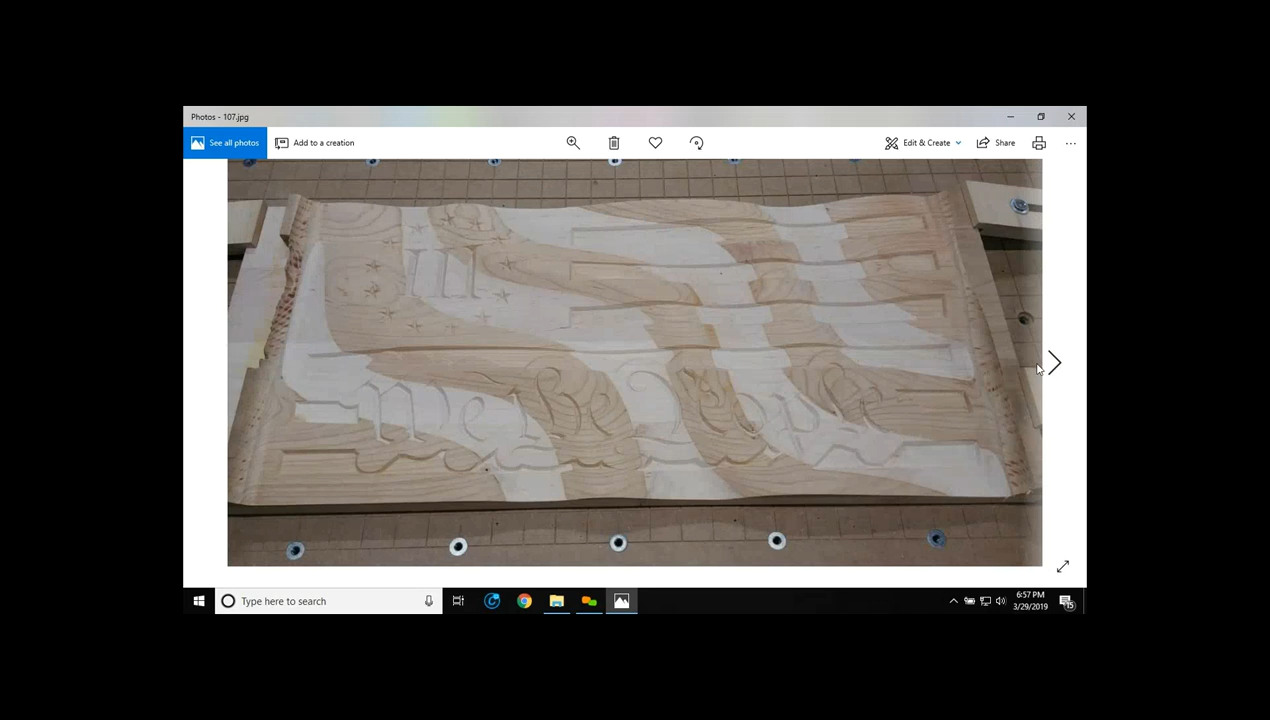 Photos - 107.jpg
See all photos
Add to a creation
Edit & Create
Share
III
We the People
Type here to search
6:57 PM
3/29/2019
15